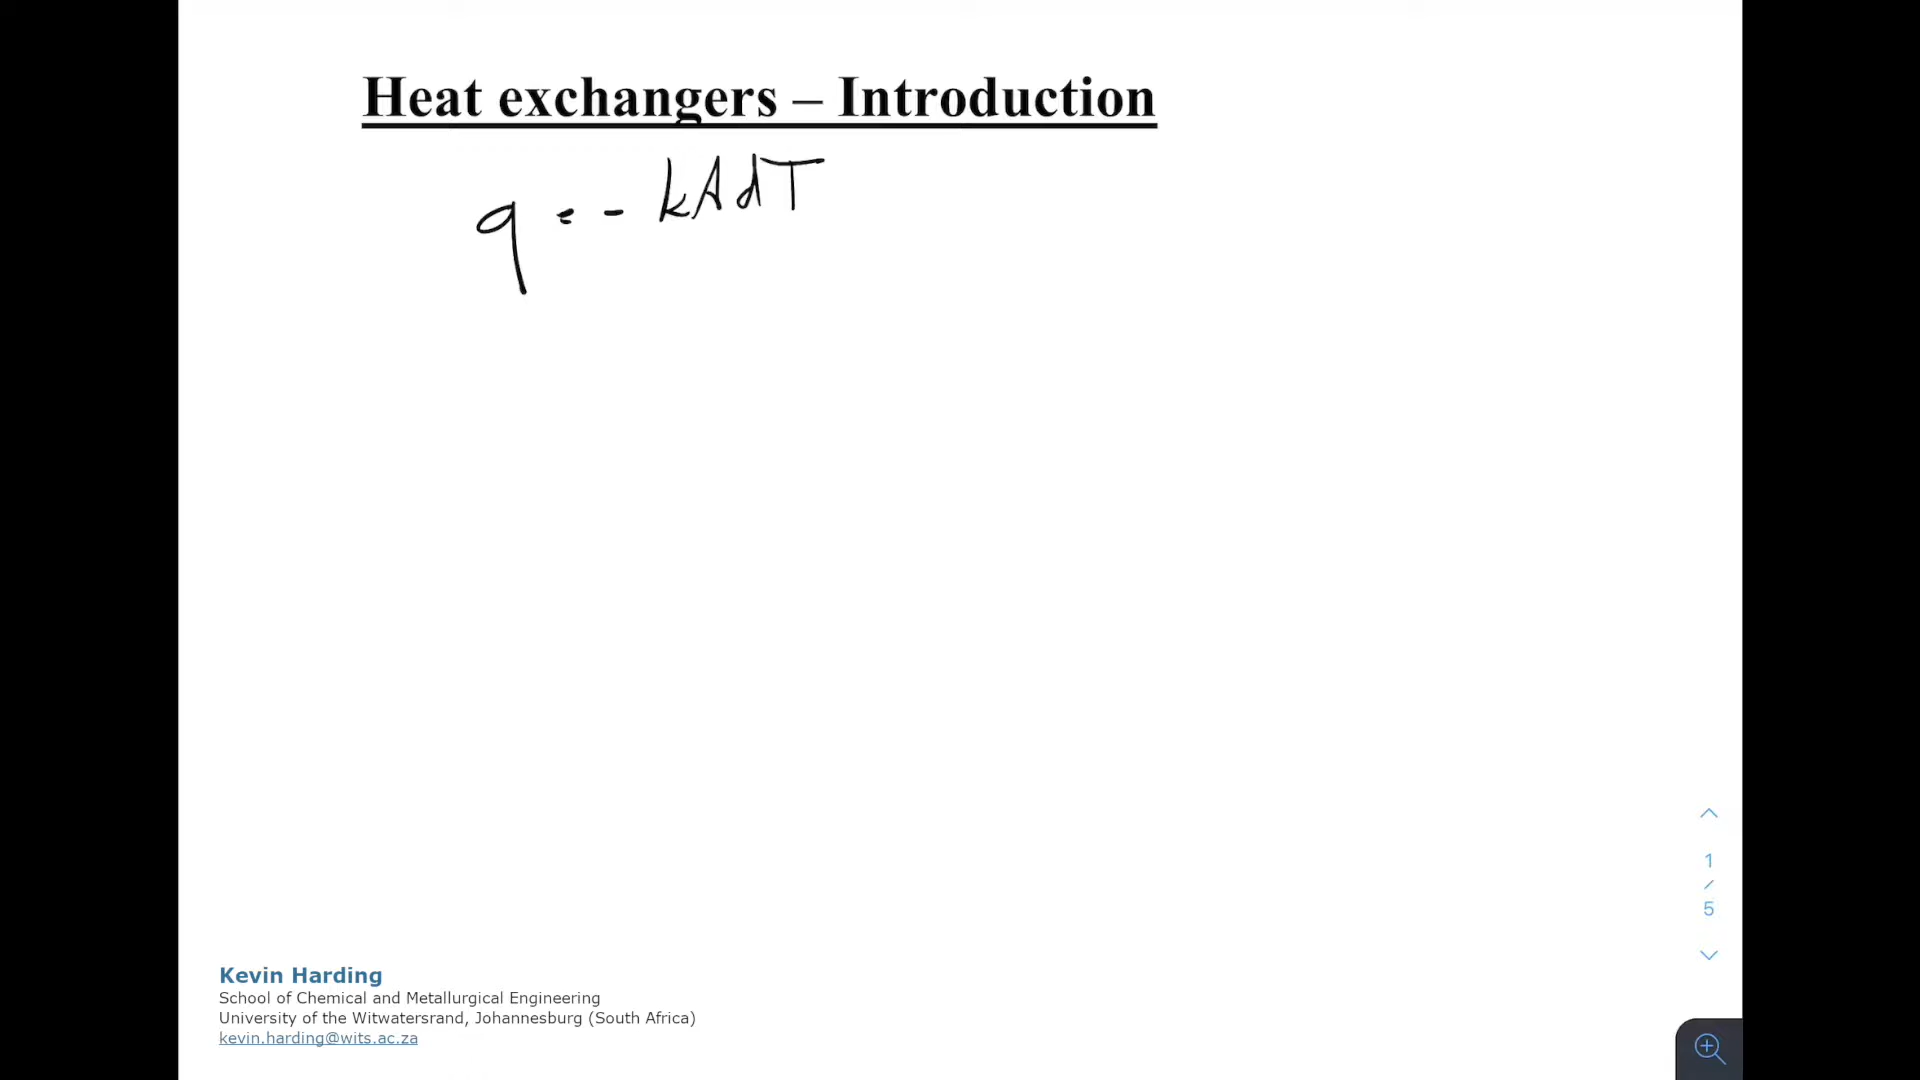 Heat exchangers – Introduction
q = - kAdT
1
/
5
Kevin Harding
School of Chemical and Metallurgical Engineering
University of the Witwatersrand, Johannesburg (South Africa)
kevin.harding@wits.ac.za